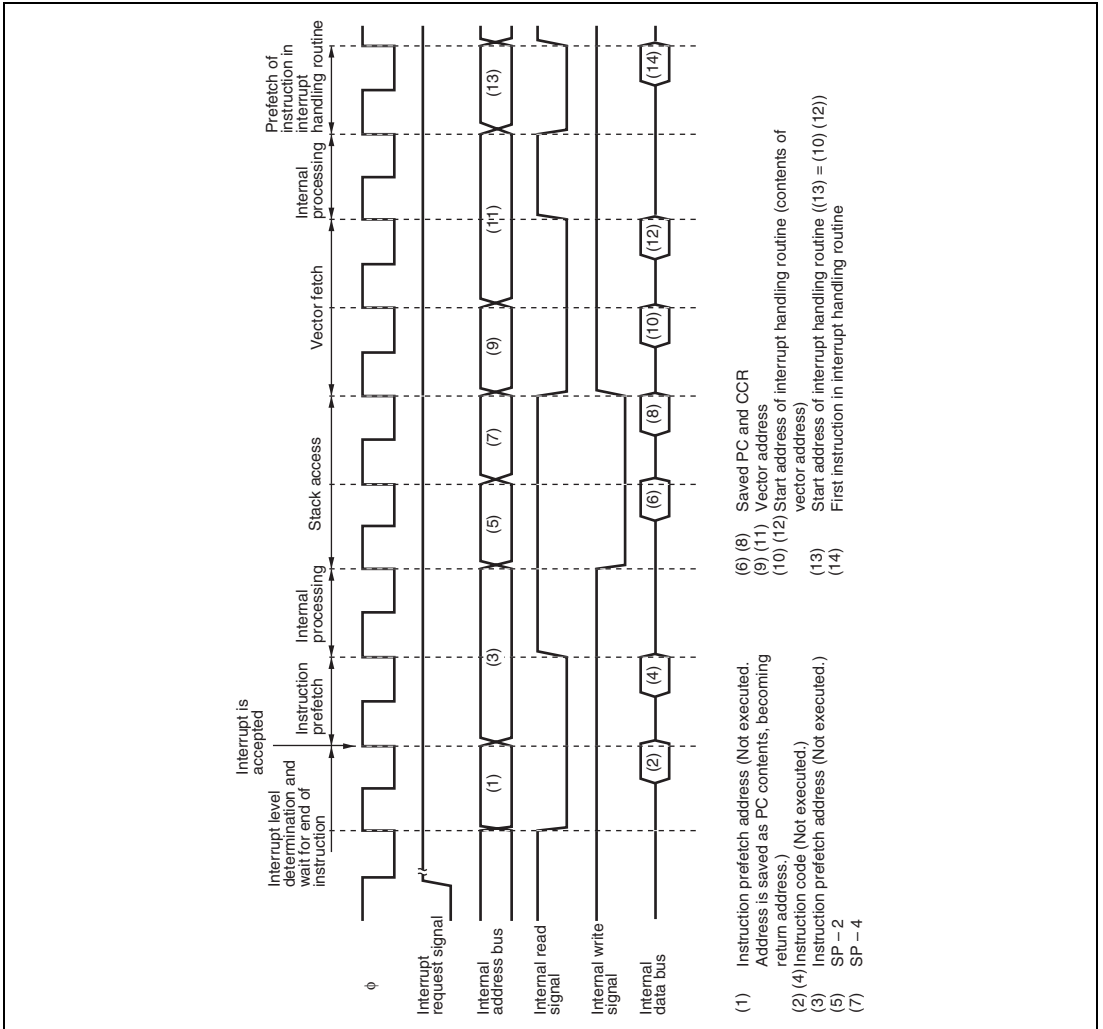 Interrupt is
accepted
Interrupt level
determination and
wait for end of
instruction
Instruction
prefetch
Internal
processing
Stack access
Vector fetch
Internal
processing
Prefetch of
instruction in
interrupt
handling routine
φ
Interrupt
request signal
Internal
address bus
(1)
(3)
(5)
(7)
(9)
(11)
(13)
Internal read
signal
Internal write
signal
Internal
data bus
(2)
(4)
(6)
(8)
(10)
(12)
(14)
(1) Instruction prefetch address (Not executed.
Address is saved as PC contents, becoming
return address.)
(2) (4) Instruction code (Not executed.)
(3) Instruction prefetch address (Not executed.)
(5) SP – 2
(7) SP – 4
(6) (8) Saved PC and CCR
(9) (11) Vector address
(10) (12) Start address of interrupt handling routine (contents of
vector address)
(13) Start address of interrupt handling routine ((13) = (10) (12))
(14) First instruction in interrupt handling routine